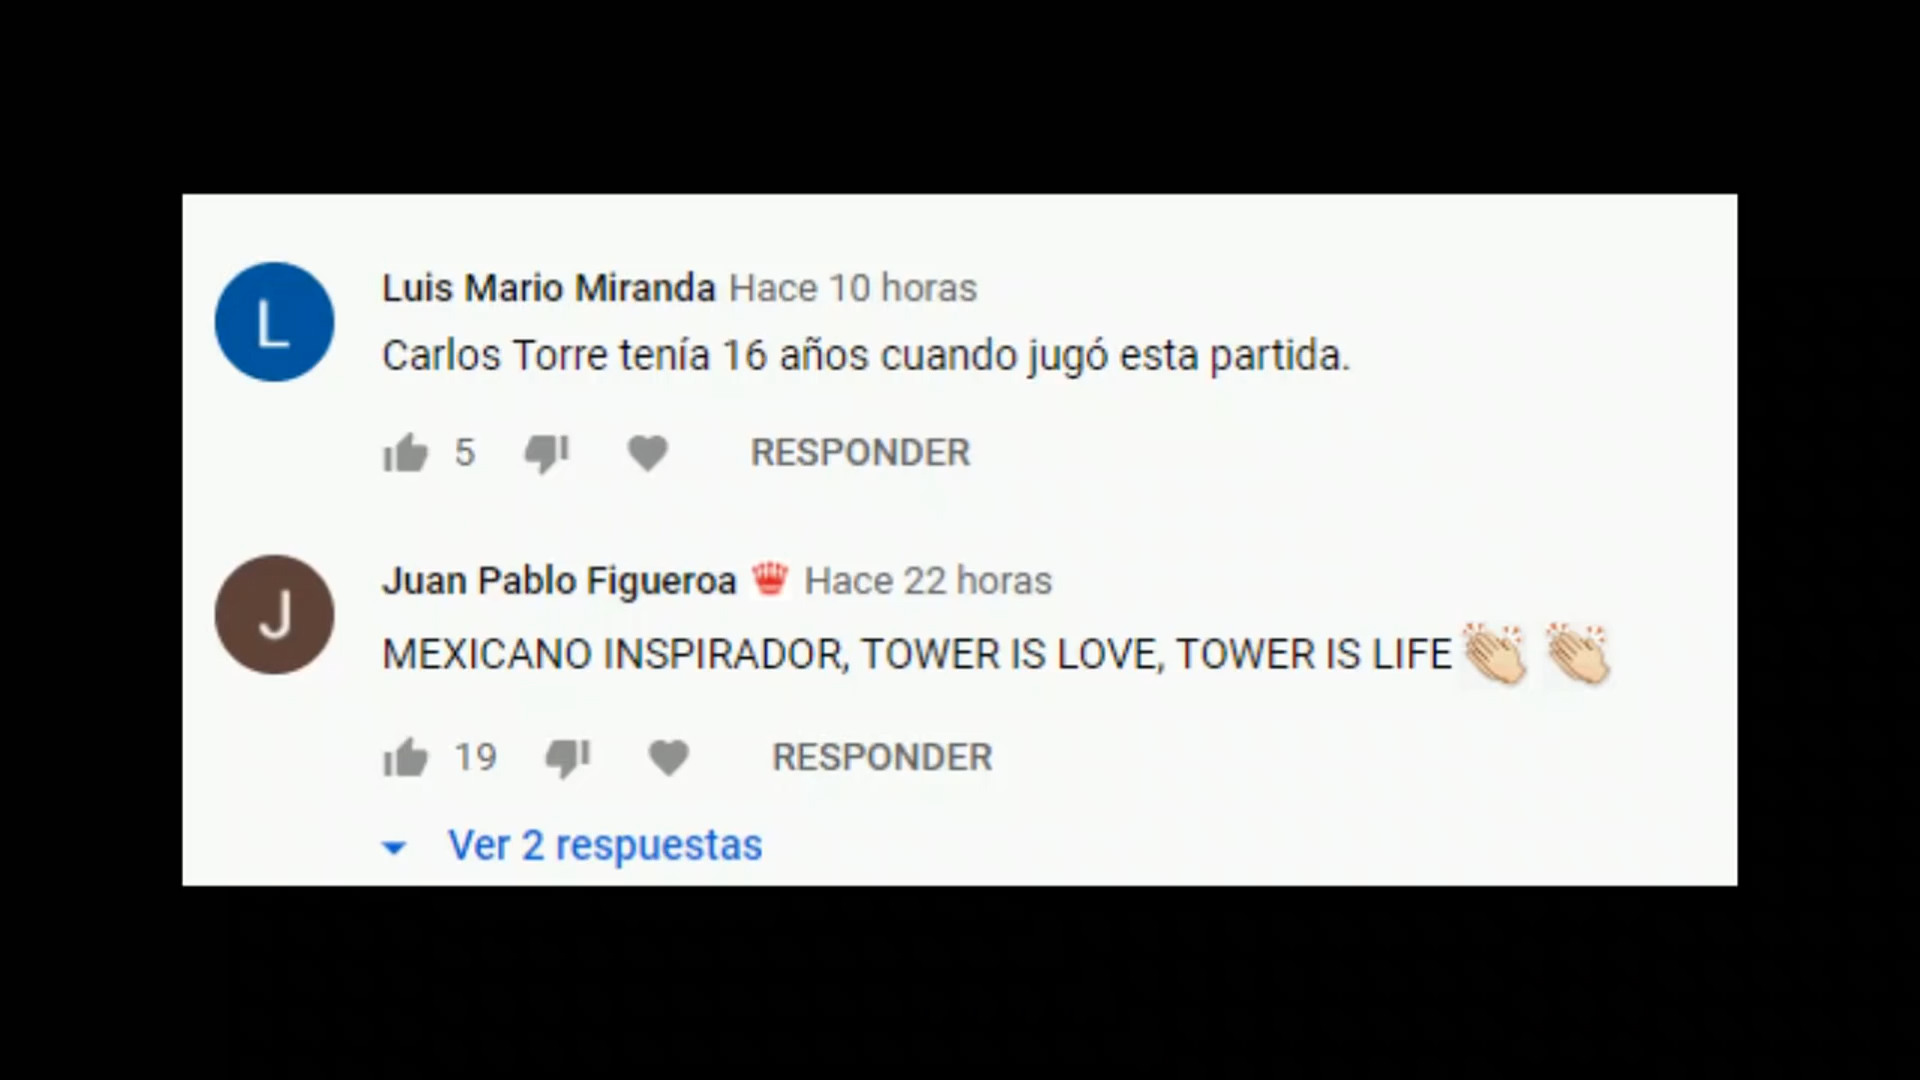 L
Luis Mario Miranda Hace 10 horas
Carlos Torre tenía 16 años cuando jugó esta partida.
5 RESPONDER
J
Juan Pablo Figueroa Hace 22 horas
MEXICANO INSPIRADOR, TOWER IS LOVE, TOWER IS LIFE👏🏻 👏🏻
19 RESPONDER
Ver 2 respuestas